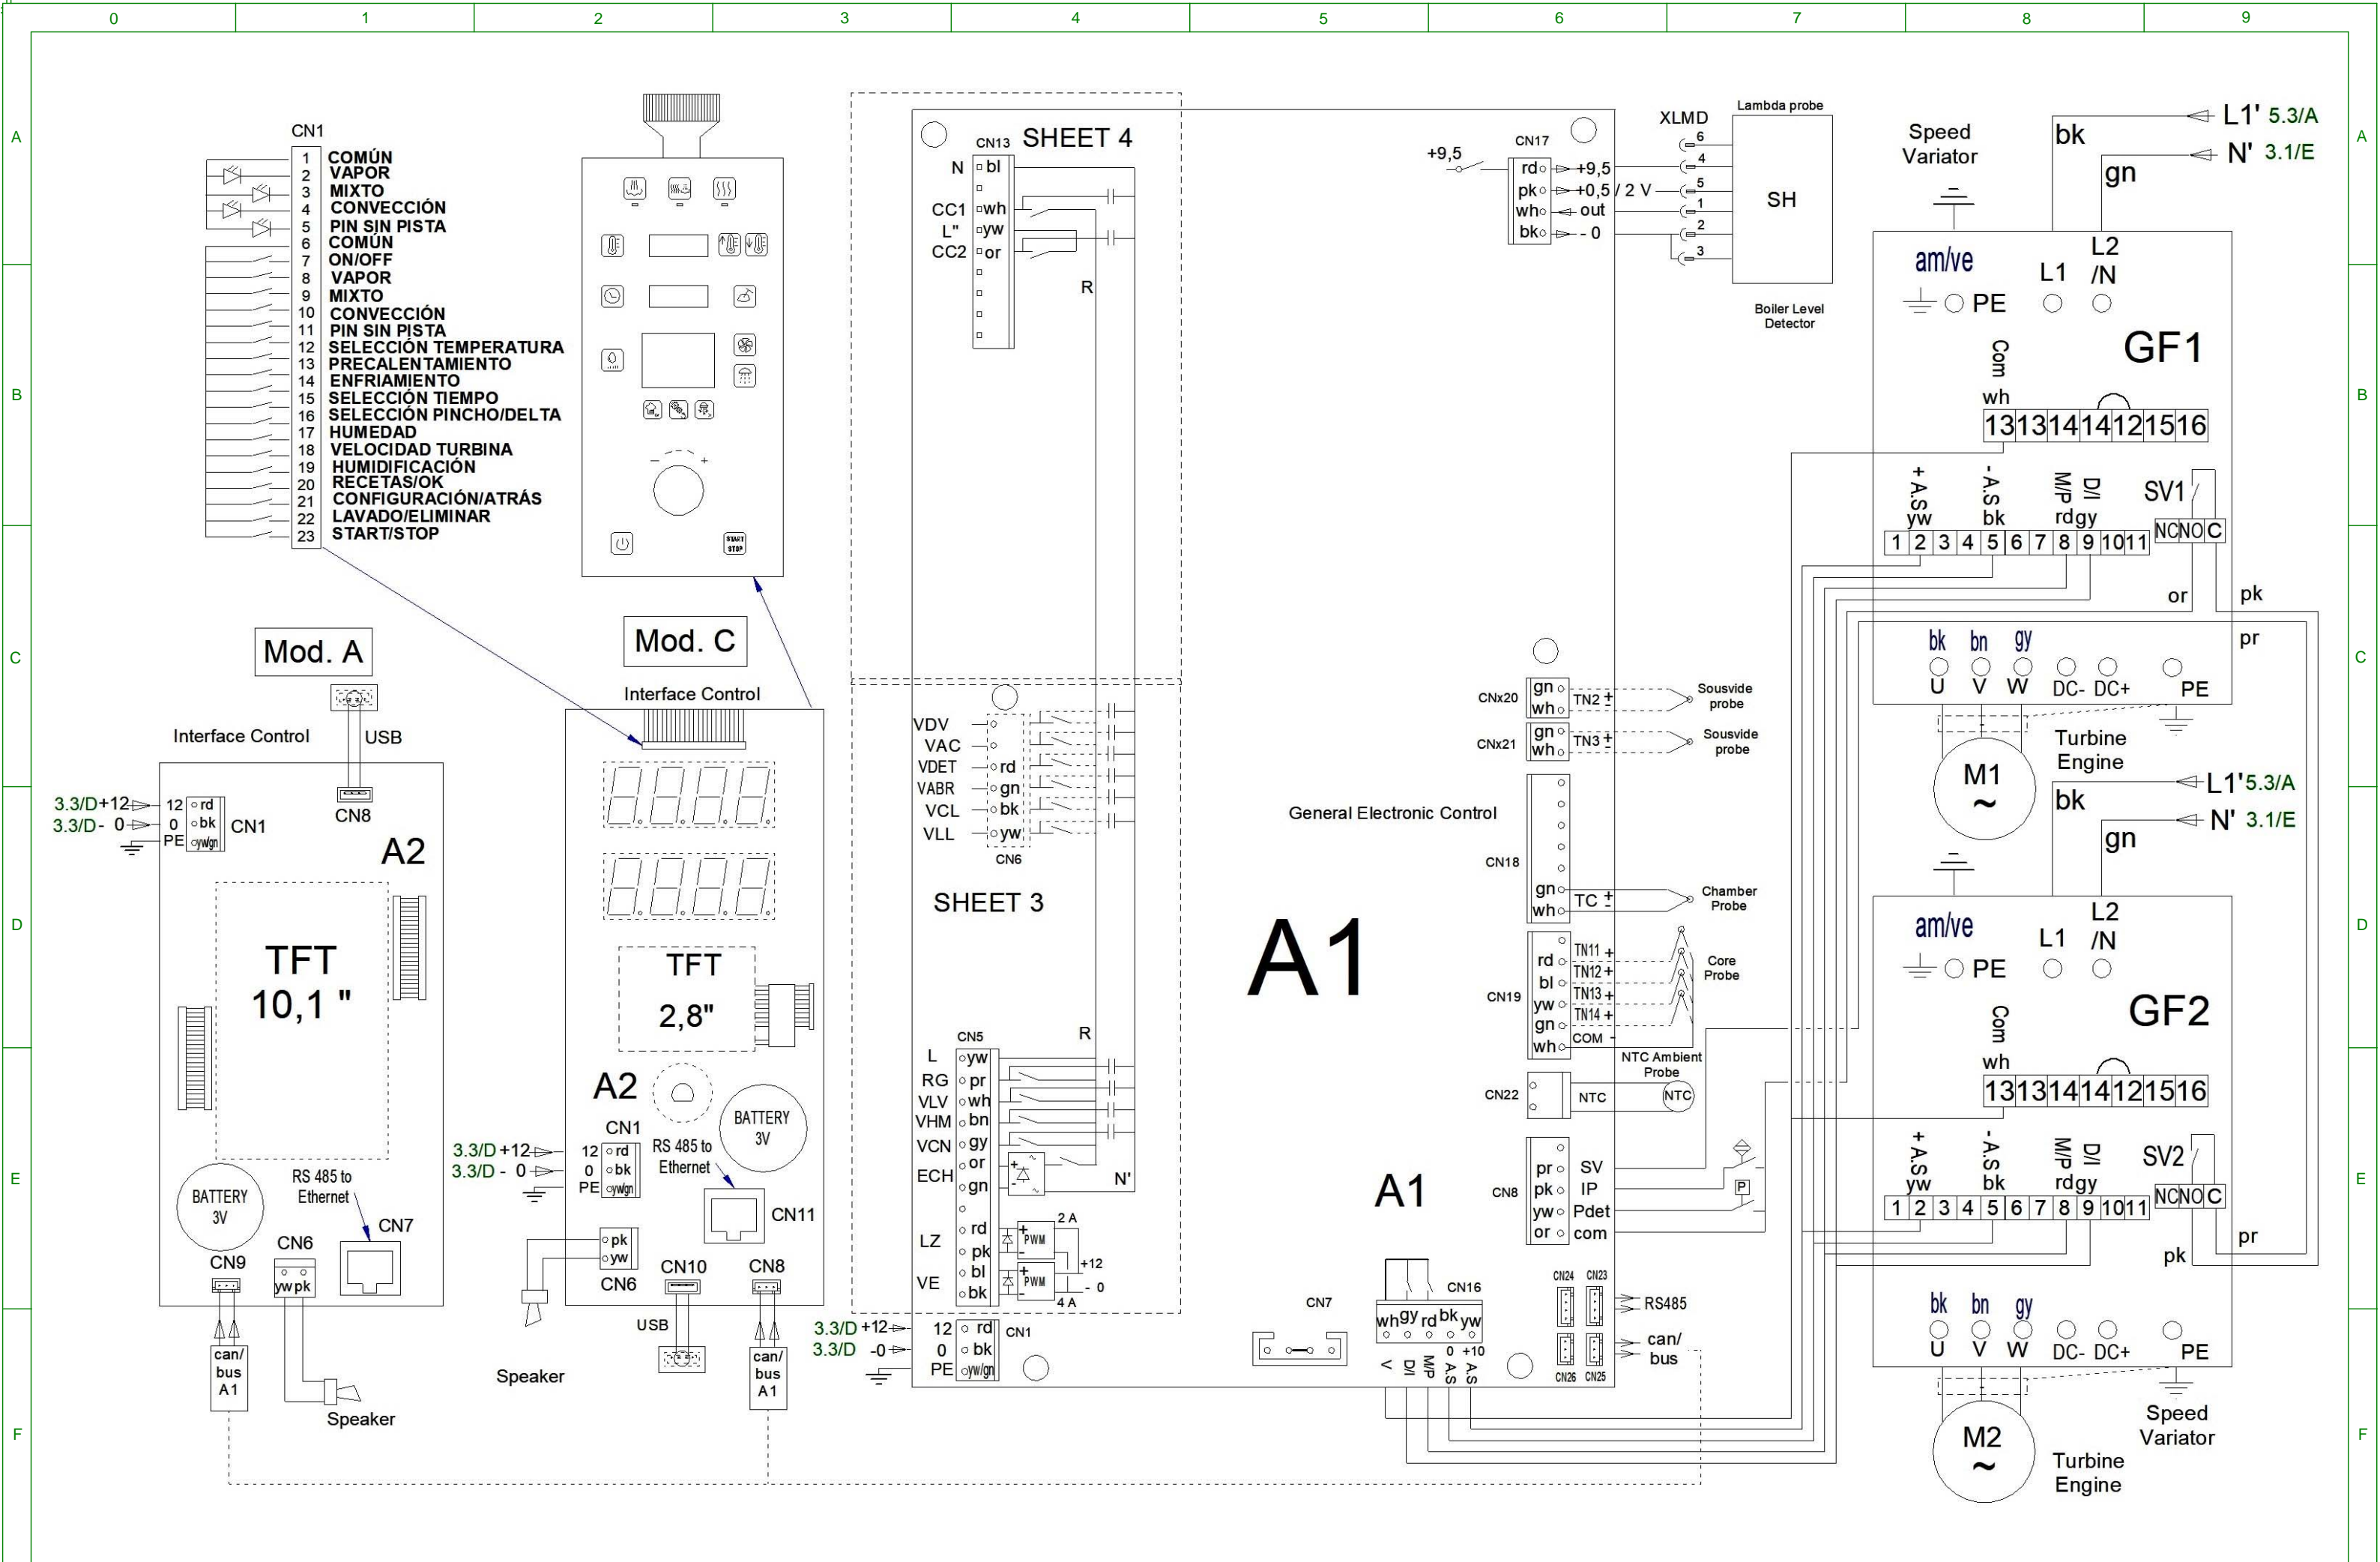 0 1 2 3 4 5 6 7 8 9
A
B
C
D
E
F
CN1
1 COMÚN
2 VAPOR
3 MIXTO
4 CONVECCIÓN
5 PIN SIN PISTA
6 COMÚN
7 ON/OFF
8 VAPOR
9 MIXTO
10 CONVECCIÓN
11 PIN SIN PISTA
12 SELECCIÓN TEMPERATURA
13 PRECALENTAMIENTO
14 ENFRIAMIENTO
15 SELECCIÓN TIEMPO
16 SELECCIÓN PINCHO/DELTA
17 HUMEDAD
18 VELOCIDAD TURBINA
19 HUMIDIFICACIÓN
20 RECETAS/OK
21 CONFIGURACIÓN/ATRÁS
22 LAVADO/ELIMINAR
23 START/STOP
- +
START
STOP
Mod. A
Interface Control
USB
CN8
3.3/D +12 12 rd
3.3/D - 0 0 bk
PE yw/gn
CN1
A2
TFT
10,1 "
BATTERY
3V
RS 485 to
Ethernet
CN7
CN6
yw pk
CN9
can/
bus
A1
Speaker
Mod. C
Interface Control
TFT
2,8"
A2
BATTERY
3V
CN1
3.3/D +12 12 rd
3.3/D - 0 0 bk
PE yw/gn
RS 485 to
Ethernet
CN11
pk
yw
CN6
CN10
CN8
USB
can/
bus
A1
Speaker
SHEET 4
CN13
N bl
CC1 wh
L" yw
CC2 or
R
VDV
VAC
VDET rd
VABR gn
VCL bk
VLL yw
CN6
SHEET 3
CN5
R
L yw
RG pr
VLV wh
VHM bn
VCN gy
ECH or
gn
+ ~
- ~
N'
LZ rd
pk
+ PWM -
2 A
VE bl
bk
+ PWM -
4 A
+12
- 0
3.3/D +12 12 rd
3.3/D -0 0 bk
PE yw/gn
CN1
General Electronic Control
A1
A1
+9,5
CN17
rd +9,5
pk +0,5 / 2 V
wh out
bk - 0
XLMD
6
4
5
1
2
3
Lambda probe
SH
Boiler Level
Detector
CNx20
gn
wh
TN2 + -
Sousvide
probe
CNx21
gn
wh
TN3 + -
Sousvide
probe
CN18
gn
wh
TC + -
Chamber
Probe
CN19
rd TN11 +
bl TN12 +
yw TN13 +
gn TN14 +
wh COM -
Core
Probe
NTC Ambient
Probe
CN22
NTC
NTC
CN8
pr SV
pk IP
yw Pdet
or com
P
CN7
CN16
wh gy rd bk yw
0 +10
V D/I M/P A.S A.S
CN24 CN23
RS485
can/
bus
CN26 CN25
Speed
Variator
bk
gn
L1' 5.3/A
N' 3.1/E
am/ve
PE
L1
L2
/N
GF1
Com
wh
13 13 14 14 12 15 16
+ A.S
yw
- A.S
bk
M/P
rd
D/I
gy
SV1
1 2 3 4 5 6 7 8 9 10 11
NC NO C
or
pk
pr
bk bn gy
U V W DC- DC+ PE
M1
~
Turbine
Engine
L1' 5.3/A
N' 3.1/E
bk
gn
am/ve
PE
L1
L2
/N
GF2
Com
wh
13 13 14 14 12 15 16
+ A.S
yw
- A.S
bk
M/P
rd
D/I
gy
SV2
1 2 3 4 5 6 7 8 9 10 11
NC NO C
pk
pr
bk bn gy
U V W DC- DC+ PE
M2
~
Turbine
Engine
Speed
Variator
A
B
C
D
E
F